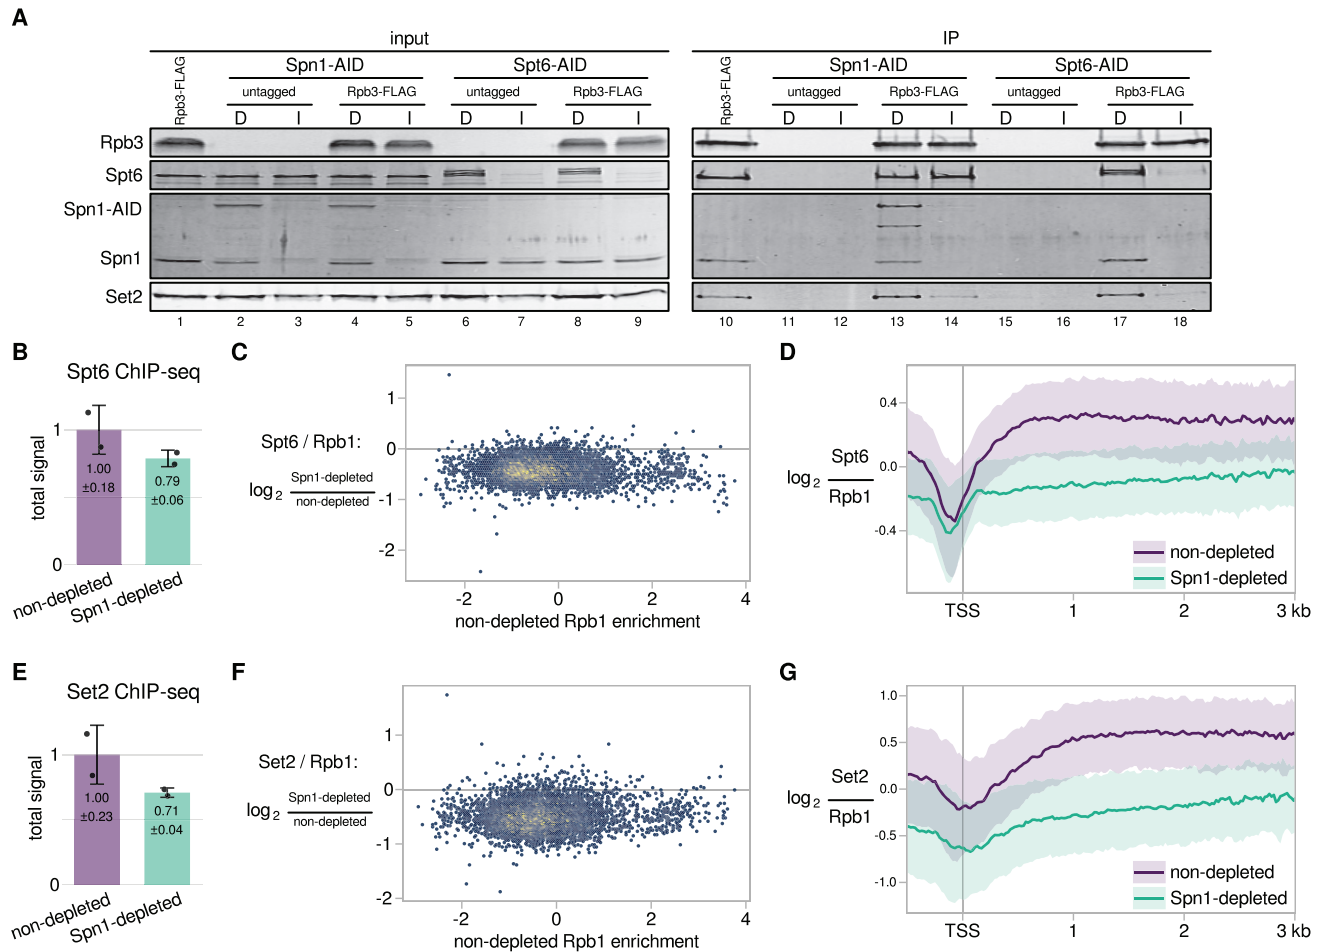 A
input
IP
Rpb3-FLAG
Spn1-AID
Spt6-AID
Rpb3-FLAG
Spn1-AID
Spt6-AID
untagged
Rpb3-FLAG
untagged
Rpb3-FLAG
untagged
Rpb3-FLAG
untagged
Rpb3-FLAG
D I D I D I D I D I D I D I D I
Rpb3
Spt6
Spn1-AID
Spn1
Set2
1 2 3 4 5 6 7 8 9 10 11 12 13 14 15 16 17 18
B
Spt6 ChIP-seq
total signal
1
0
1.00
±0.18
0.79
±0.06
non-depleted
Spn1-depleted
C
Spt6 / Rpb1:
log2 Spn1-depleted
non-depleted
1
0
-1
-2
-2 0 2 4
non-depleted Rpb1 enrichment
D
log2 Spt6
Rpb1
0.4
0.0
-0.4
non-depleted
Spn1-depleted
TSS 1 2 3 kb
E
Set2 ChIP-seq
total signal
1
0
1.00
±0.23
0.71
±0.04
non-depleted
Spn1-depleted
F
Set2 / Rpb1:
log2 Spn1-depleted
non-depleted
1
0
-1
-2
-2 0 2 4
non-depleted Rpb1 enrichment
G
log2 Set2
Rpb1
1.0
0.5
0.0
-0.5
-1.0
non-depleted
Spn1-depleted
TSS 1 2 3 kb